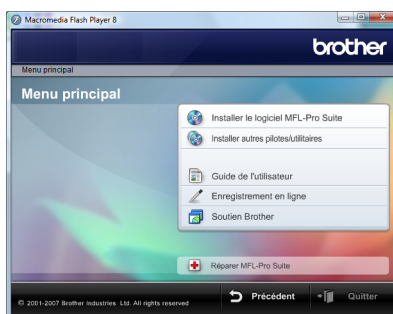 Macromedia Flash Player 8
brother
Menu principal
Menu principal
Installer le logiciel MFL-Pro Suite
Installer autres pilotes/utilitaires
Guide de l'utilisateur
Enregistrement en ligne
Soutien Brother
Réparer MFL-Pro Suite
© 2001-2007 Brother Industries Ltd. All rights reserved
Précédent
Quitter